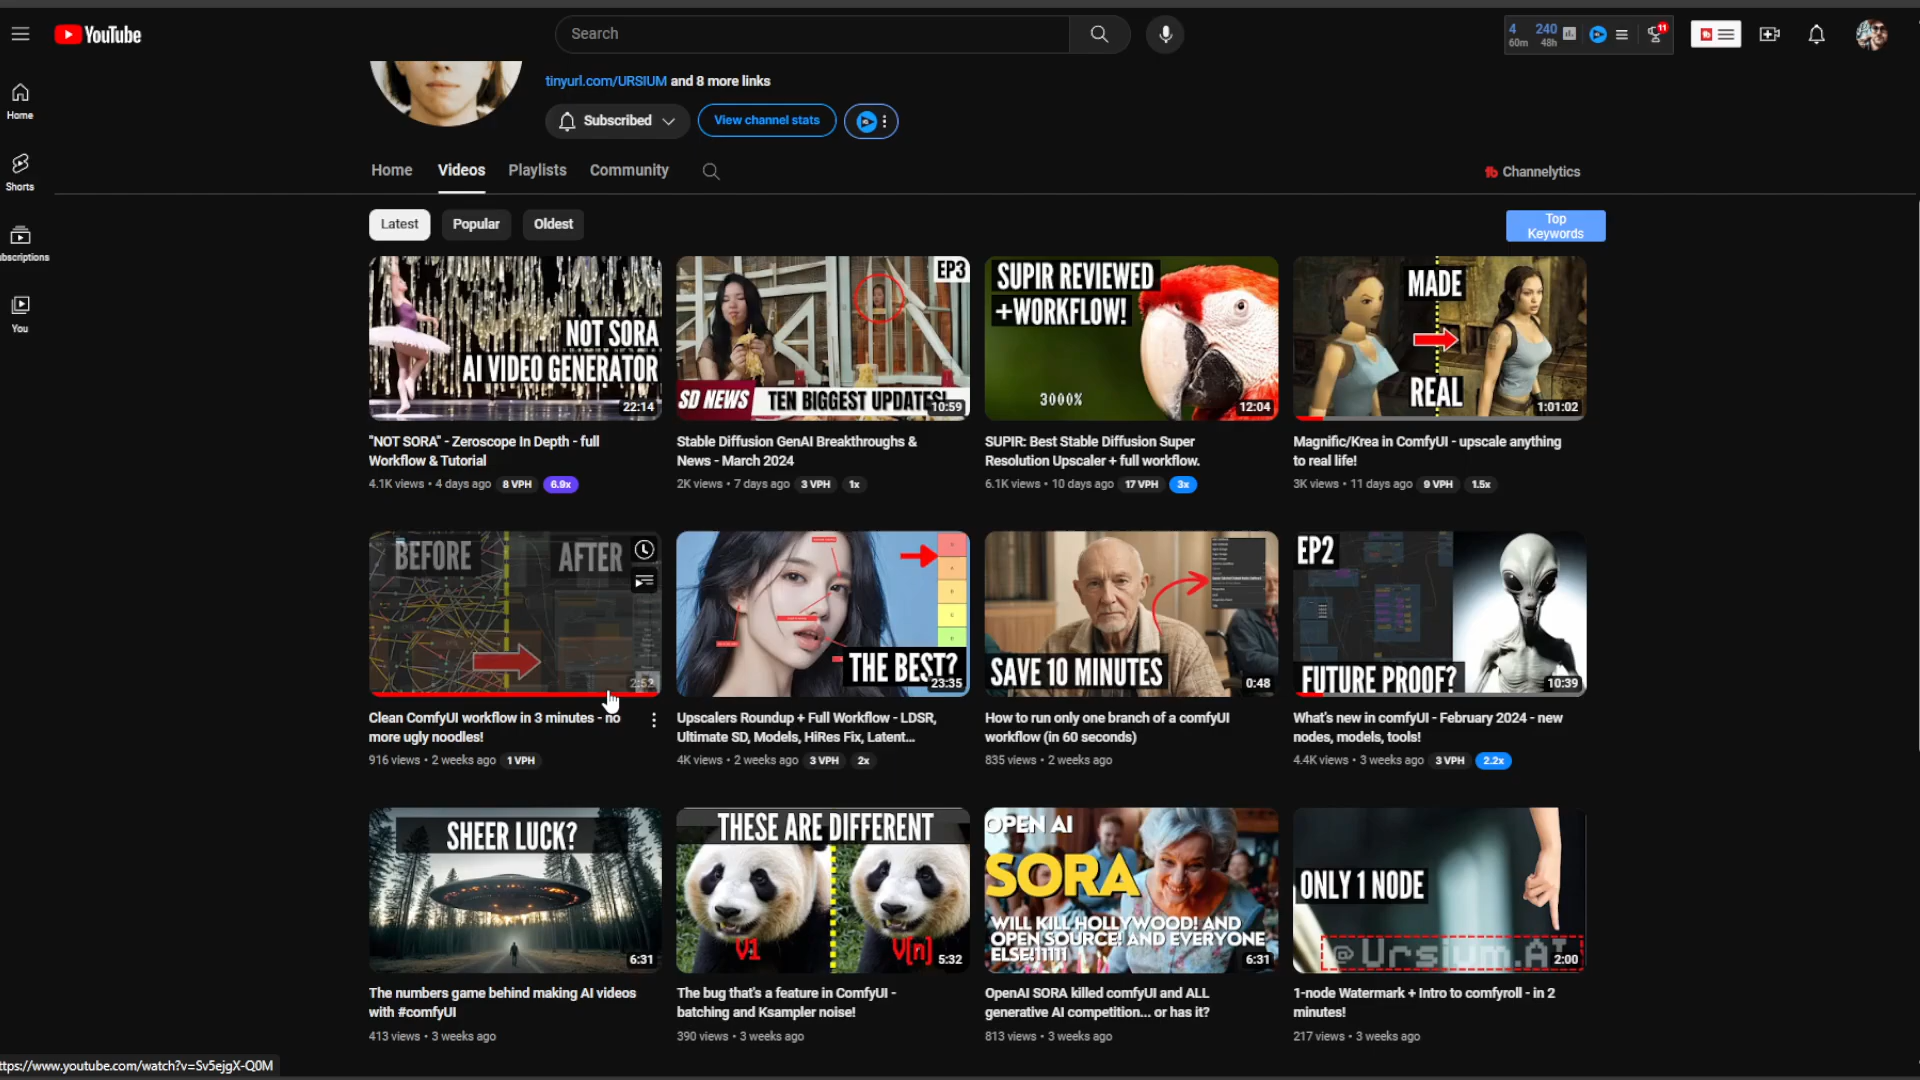 YouTube
Search
4
60m
240
48h
11
Home
Shorts
bscriptions
You
tinyurl.com/URSIUM and 8 more links
Subscribed
View channel stats
Home
Videos
Playlists
Community
Channelytics
Latest
Popular
Oldest
Top
Keywords
NOT SORA
AI VIDEO GENERATOR
22:14
EP3
SD NEWS
TEN BIGGEST UPDATES!
10:59
SUPIR REVIEWED
+WORKFLOW!
3000%
12:04
MADE
REAL
1:01:02
"NOT SORA" - Zeroscope In Depth - full
Workflow & Tutorial
4.1K views • 4 days ago 8 VPH 6.9x
Stable Diffusion GenAI Breakthroughs &
News - March 2024
2K views • 7 days ago 3 VPH 1x
SUPIR: Best Stable Diffusion Super
Resolution Upscaler + full workflow.
6.1K views • 10 days ago 17 VPH 3x
Magnific/Krea in ComfyUI - upscale anything
to real life!
3K views • 11 days ago 9 VPH 1.5x
BEFORE
AFTER
2:52
THE BEST?
23:35
SAVE 10 MINUTES
0:48
EP2
FUTURE PROOF?
10:39
Clean ComfyUI workflow in 3 minutes - no
more ugly noodles!
916 views • 2 weeks ago 1 VPH
Upscalers Roundup + Full Workflow - LDSR,
Ultimate SD, Models, HiRes Fix, Latent...
4K views • 2 weeks ago 3 VPH 2x
How to run only one branch of a comfyUI
workflow (in 60 seconds)
835 views • 2 weeks ago
What's new in comfyUI - February 2024 - new
nodes, models, tools!
4.4K views • 3 weeks ago 3 VPH 2.2x
SHEER LUCK?
6:31
THESE ARE DIFFERENT
V1
V[n]
5:32
OPEN AI
SORA
WILL KILL HOLLYWOOD! AND
OPEN SOURCE! AND EVERYONE
ELSE!11111
6:31
ONLY 1 NODE
@Ursium.AI
2:00
The numbers game behind making AI videos
with #comfyUI
413 views • 3 weeks ago
The bug that's a feature in ComfyUI -
batching and Ksampler noise!
390 views • 3 weeks ago
OpenAI SORA killed comfyUI and ALL
generative AI competition... or has it?
813 views • 3 weeks ago
1-node Watermark + Intro to comfyroll - in 2
minutes!
217 views • 3 weeks ago
ttps://www.youtube.com/watch?v=Sv5ejgX-Q0M